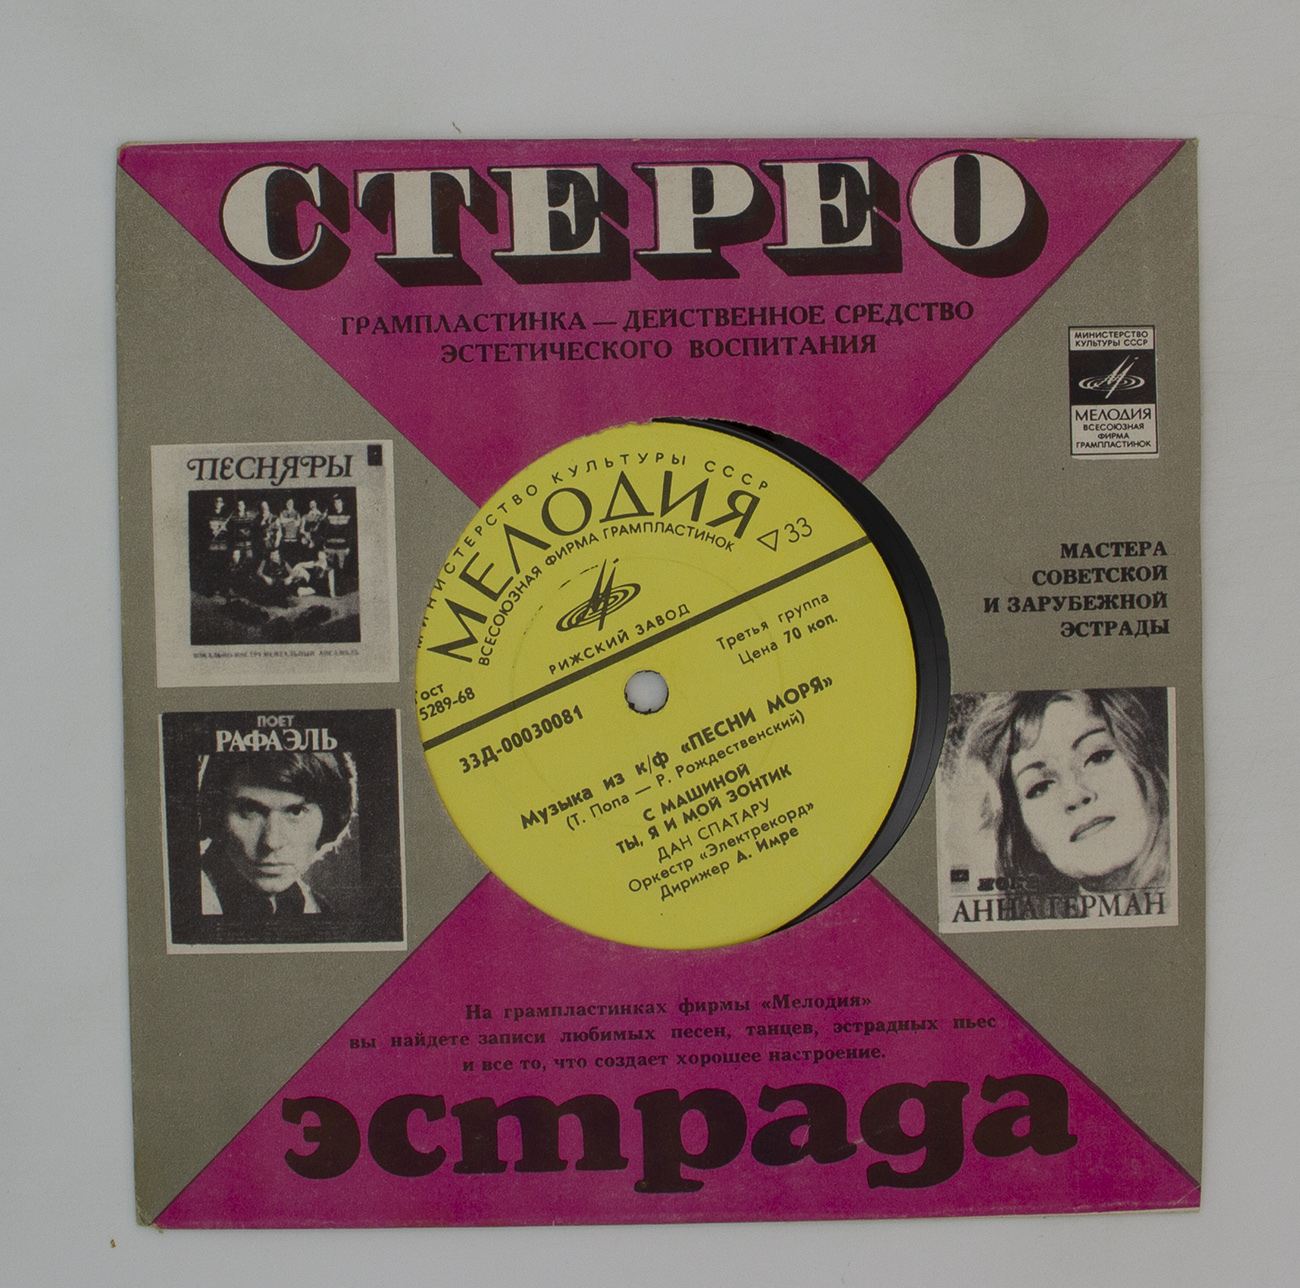 СТЕРЕО
ГРАМПЛАСТИНКА — ДЕЙСТВЕННОЕ СРЕДСТВО
ЭСТЕТИЧЕСКОГО ВОСПИТАНИЯ
МИНИСТЕРСТВО
КУЛЬТУРЫ СССР
МЕЛОДИЯ
ВСЕСОЮЗНАЯ
ФИРМА
ГРАМПЛАСТИНОК
ПЕСНЯРЫ
ВОКАЛЬНО-ИНСТРУМЕНТАЛЬНЫЙ АНСАМБЛЬ
ПОЕТ
РАФАЭЛЬ
МИНИСТЕРСТВО КУЛЬТУРЫ СССР
МЕЛОДИЯ
ВСЕСОЮЗНАЯ ФИРМА ГРАМПЛАСТИНОК
33
РИЖСКИЙ ЗАВОД
ГОСТ
5289-68
Третья группа
Цена 70 коп.
33Д-00030081
Музыка из к/ф «ПЕСНИ МОРЯ»
(Т. Попа — Р. Рождественский)
С МАШИНОЙ
ТЫ, Я И МОЙ ЗОНТИК
ДАН СПАТАРУ
Оркестр «Электрекорд»
Дирижер А. Имре
МАСТЕРА
СОВЕТСКОЙ
И ЗАРУБЕЖНОЙ
ЭСТРАДЫ
АННА ГЕРМАН
На грампластинках фирмы «Мелодия»
вы найдете записи любимых песен, танцев, эстрадных пьес
и все то, что создает хорошее настроение.
эстрада